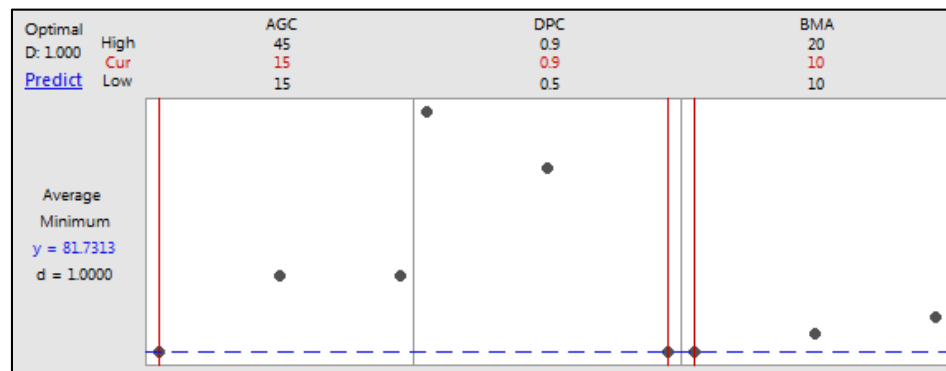 Optimal
D: 1.000
Predict
High
Cur
Low
AGC
45
15
15
DPC
0.9
0.9
0.5
BMA
20
10
10
Average
Minimum
y = 81.7313
d = 1.0000